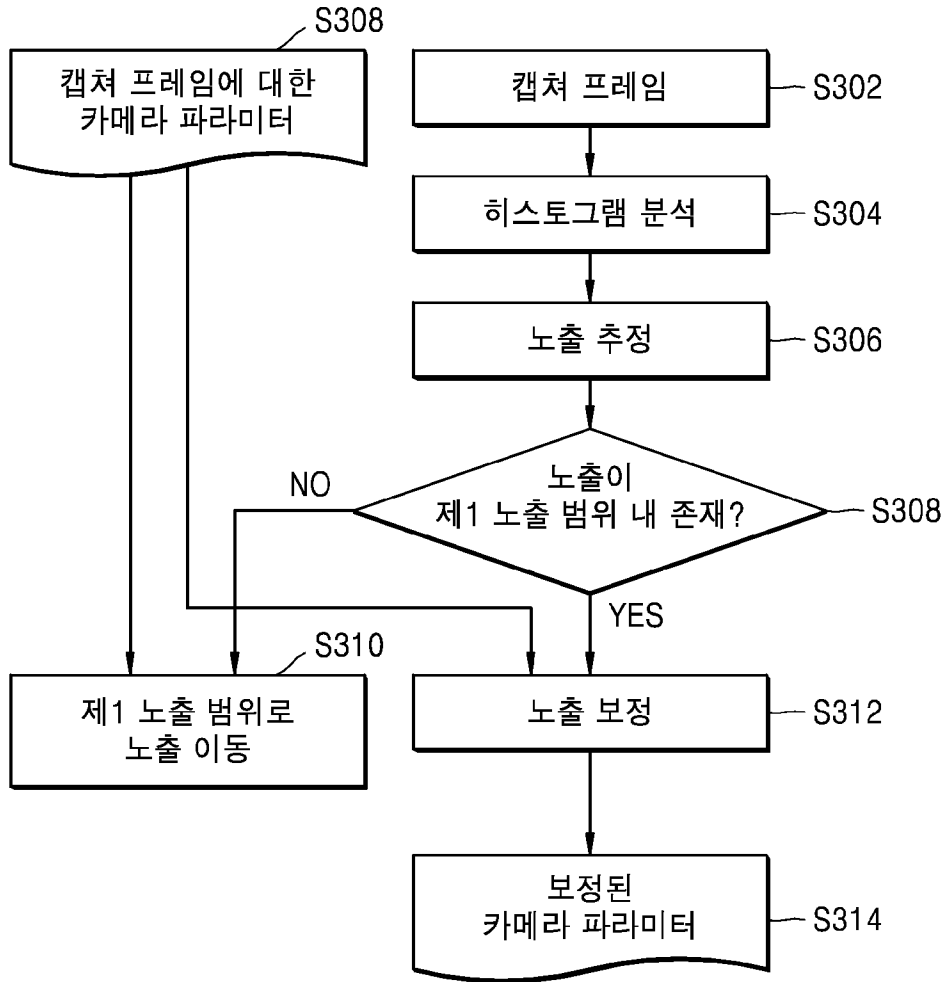 S308
캡쳐 프레임에 대한
카메라 파라미터
캡쳐 프레임
S302
히스토그램 분석
S304
노출 추정
S306
노출이
제1 노출 범위 내 존재?
S308
NO
YES
S310
제1 노출 범위로
노출 이동
노출 보정
S312
보정된
카메라 파라미터
S314